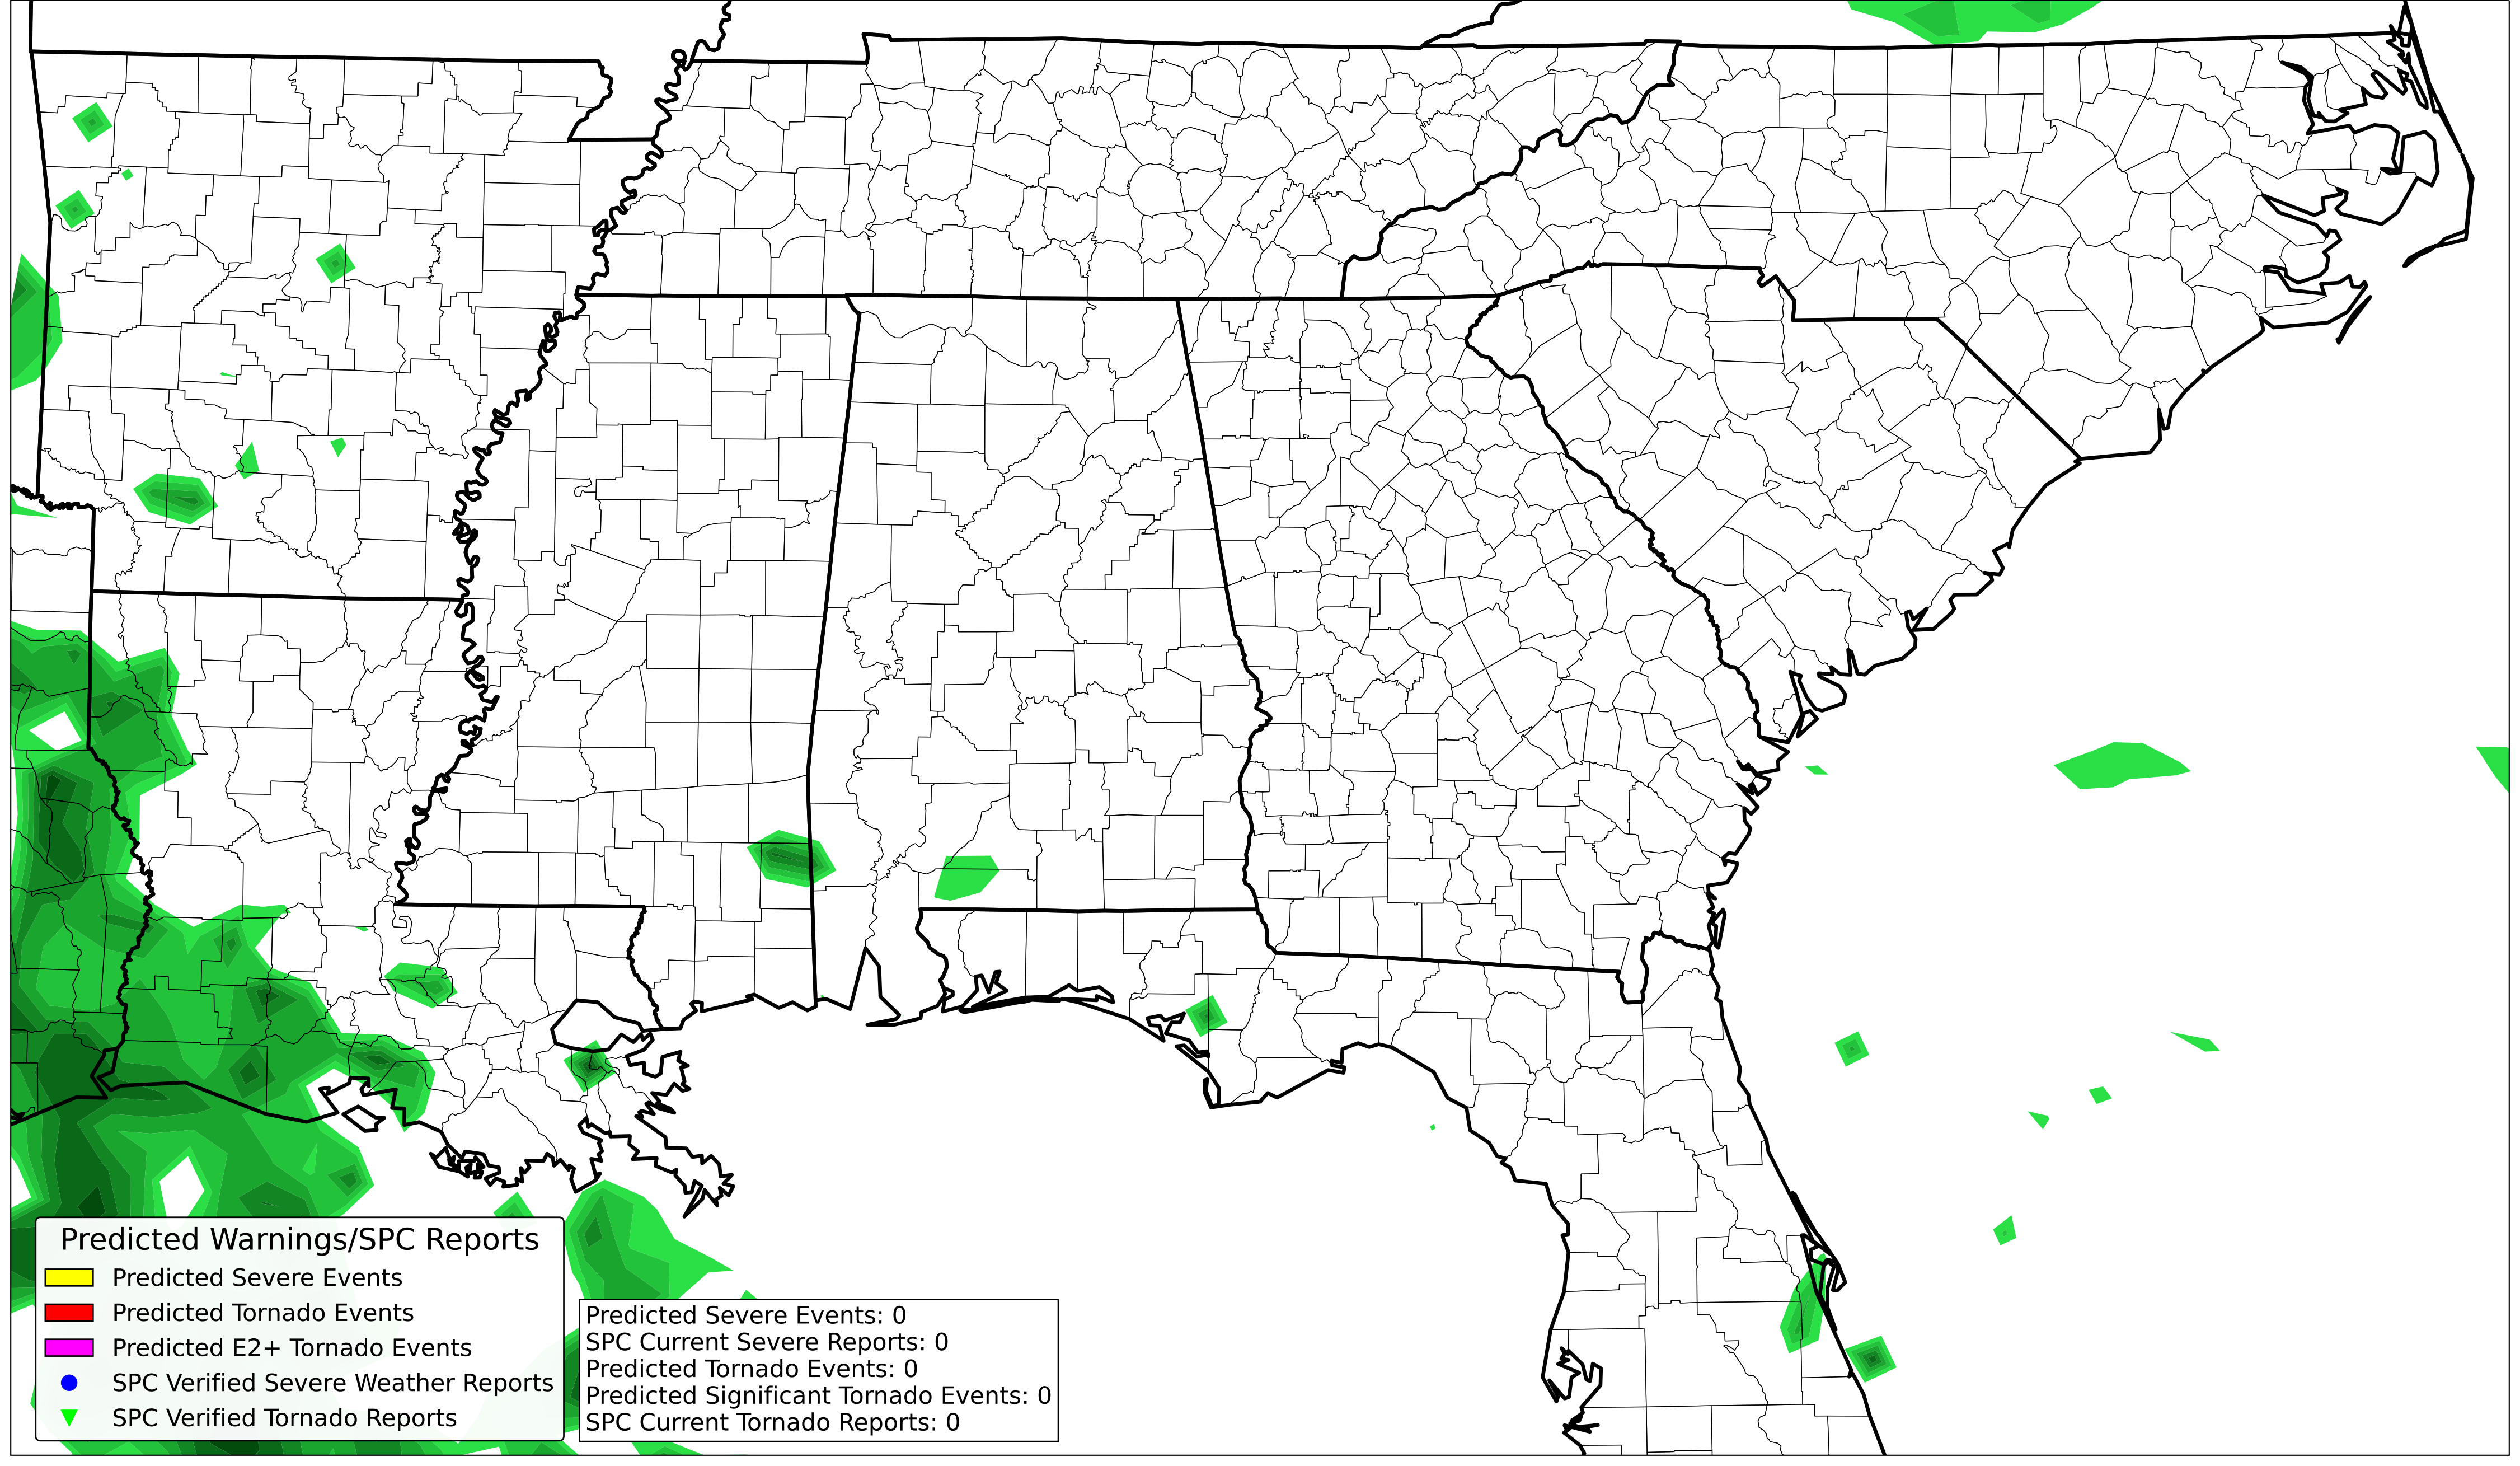 Predicted Warnings/SPC Reports
Predicted Severe Events
Predicted Tornado Events
Predicted E2+ Tornado Events
SPC Verified Severe Weather Reports
SPC Verified Tornado Reports
Predicted Severe Events: 0
SPC Current Severe Reports: 0
Predicted Tornado Events: 0
Predicted Significant Tornado Events: 0
SPC Current Tornado Reports: 0